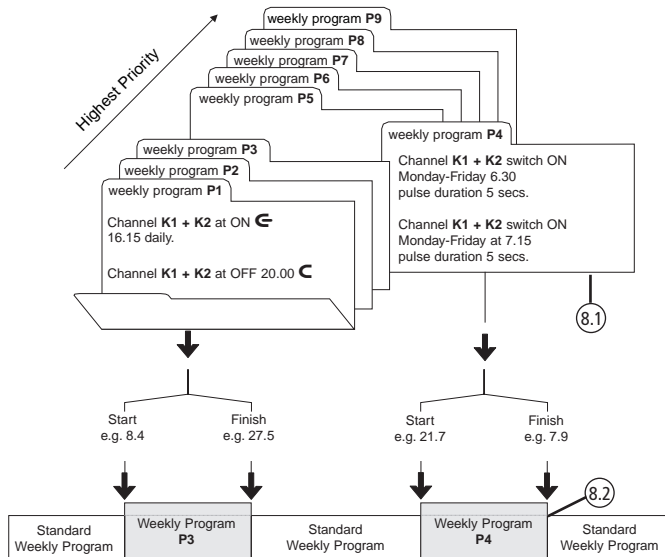 weekly program P9
weekly program P8
weekly program P7
weekly program P6
weekly program P5
Highest Priority
weekly program P4
weekly program P3
weekly program P2
weekly program P1
Channel K1 + K2 at ON
16.15 daily.
Channel K1 + K2 at OFF 20.00
Channel K1 + K2 switch ON
Monday-Friday 6.30
pulse duration 5 secs.
Channel K1 + K2 switch ON
Monday-Friday at 7.15
pulse duration 5 secs.
8.1
Start
e.g. 8.4
Finish
e.g. 27.5
Start
e.g. 21.7
Finish
e.g. 7.9
8.2
Standard
Weekly Program
Weekly Program
P3
Standard
Weekly Program
Weekly Program
P4
Standard
Weekly Program